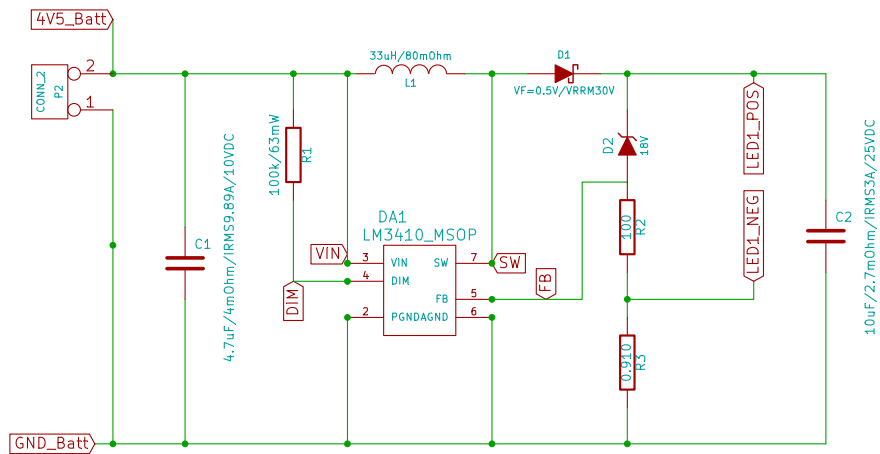 4V5_Batt
33uH/80mOhm
L1
D1
VF=0.5V/VRRM30V
CONN_2
P2
2
1
100k/63mW
R1
4.7uF/4mOhm/IRMS9.89A/10VDC
C1
D2
18V
LED1_POS
LED1_NEG
10uF/2.7mOhm/IRMS3A/25VDC
C2
100
R2
DA1
LM3410_MSOP
VIN
3
VIN
SW
7
SW
4
DIM
DIM
FB
5
FB
2
PGNDAGND
6
0.910
R3
GND_Batt